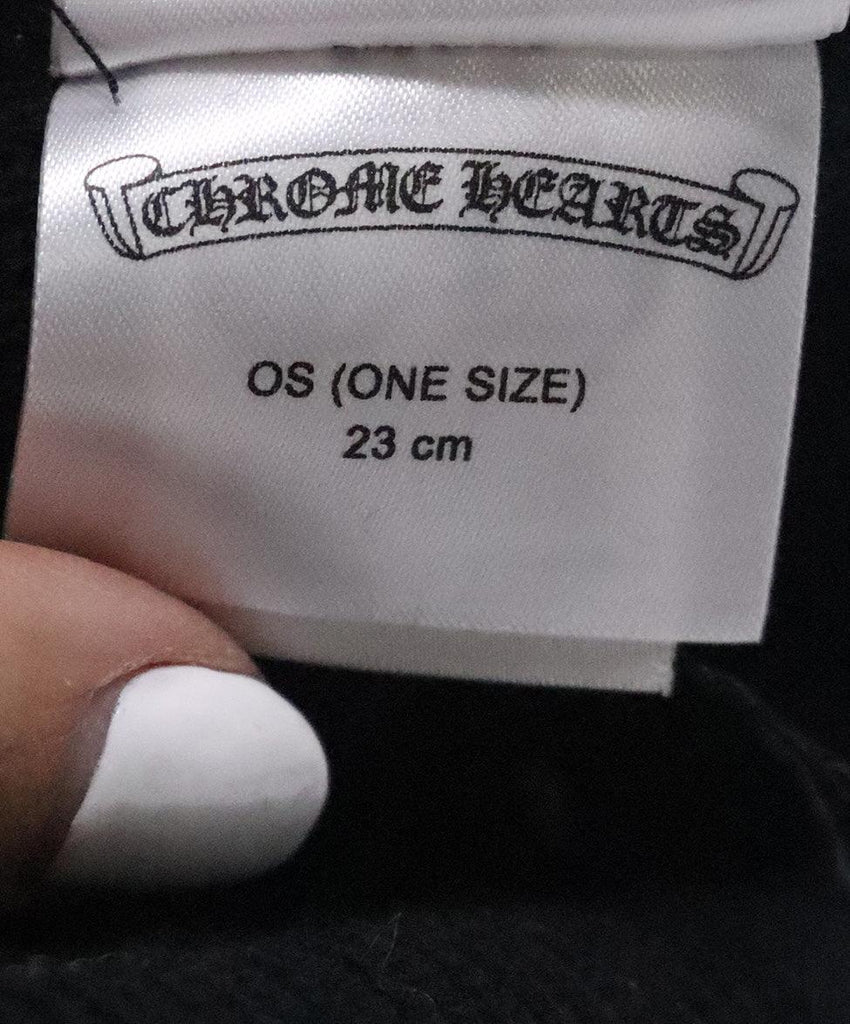 CHROME HEARTS
OS (ONE SIZE)
23 cm